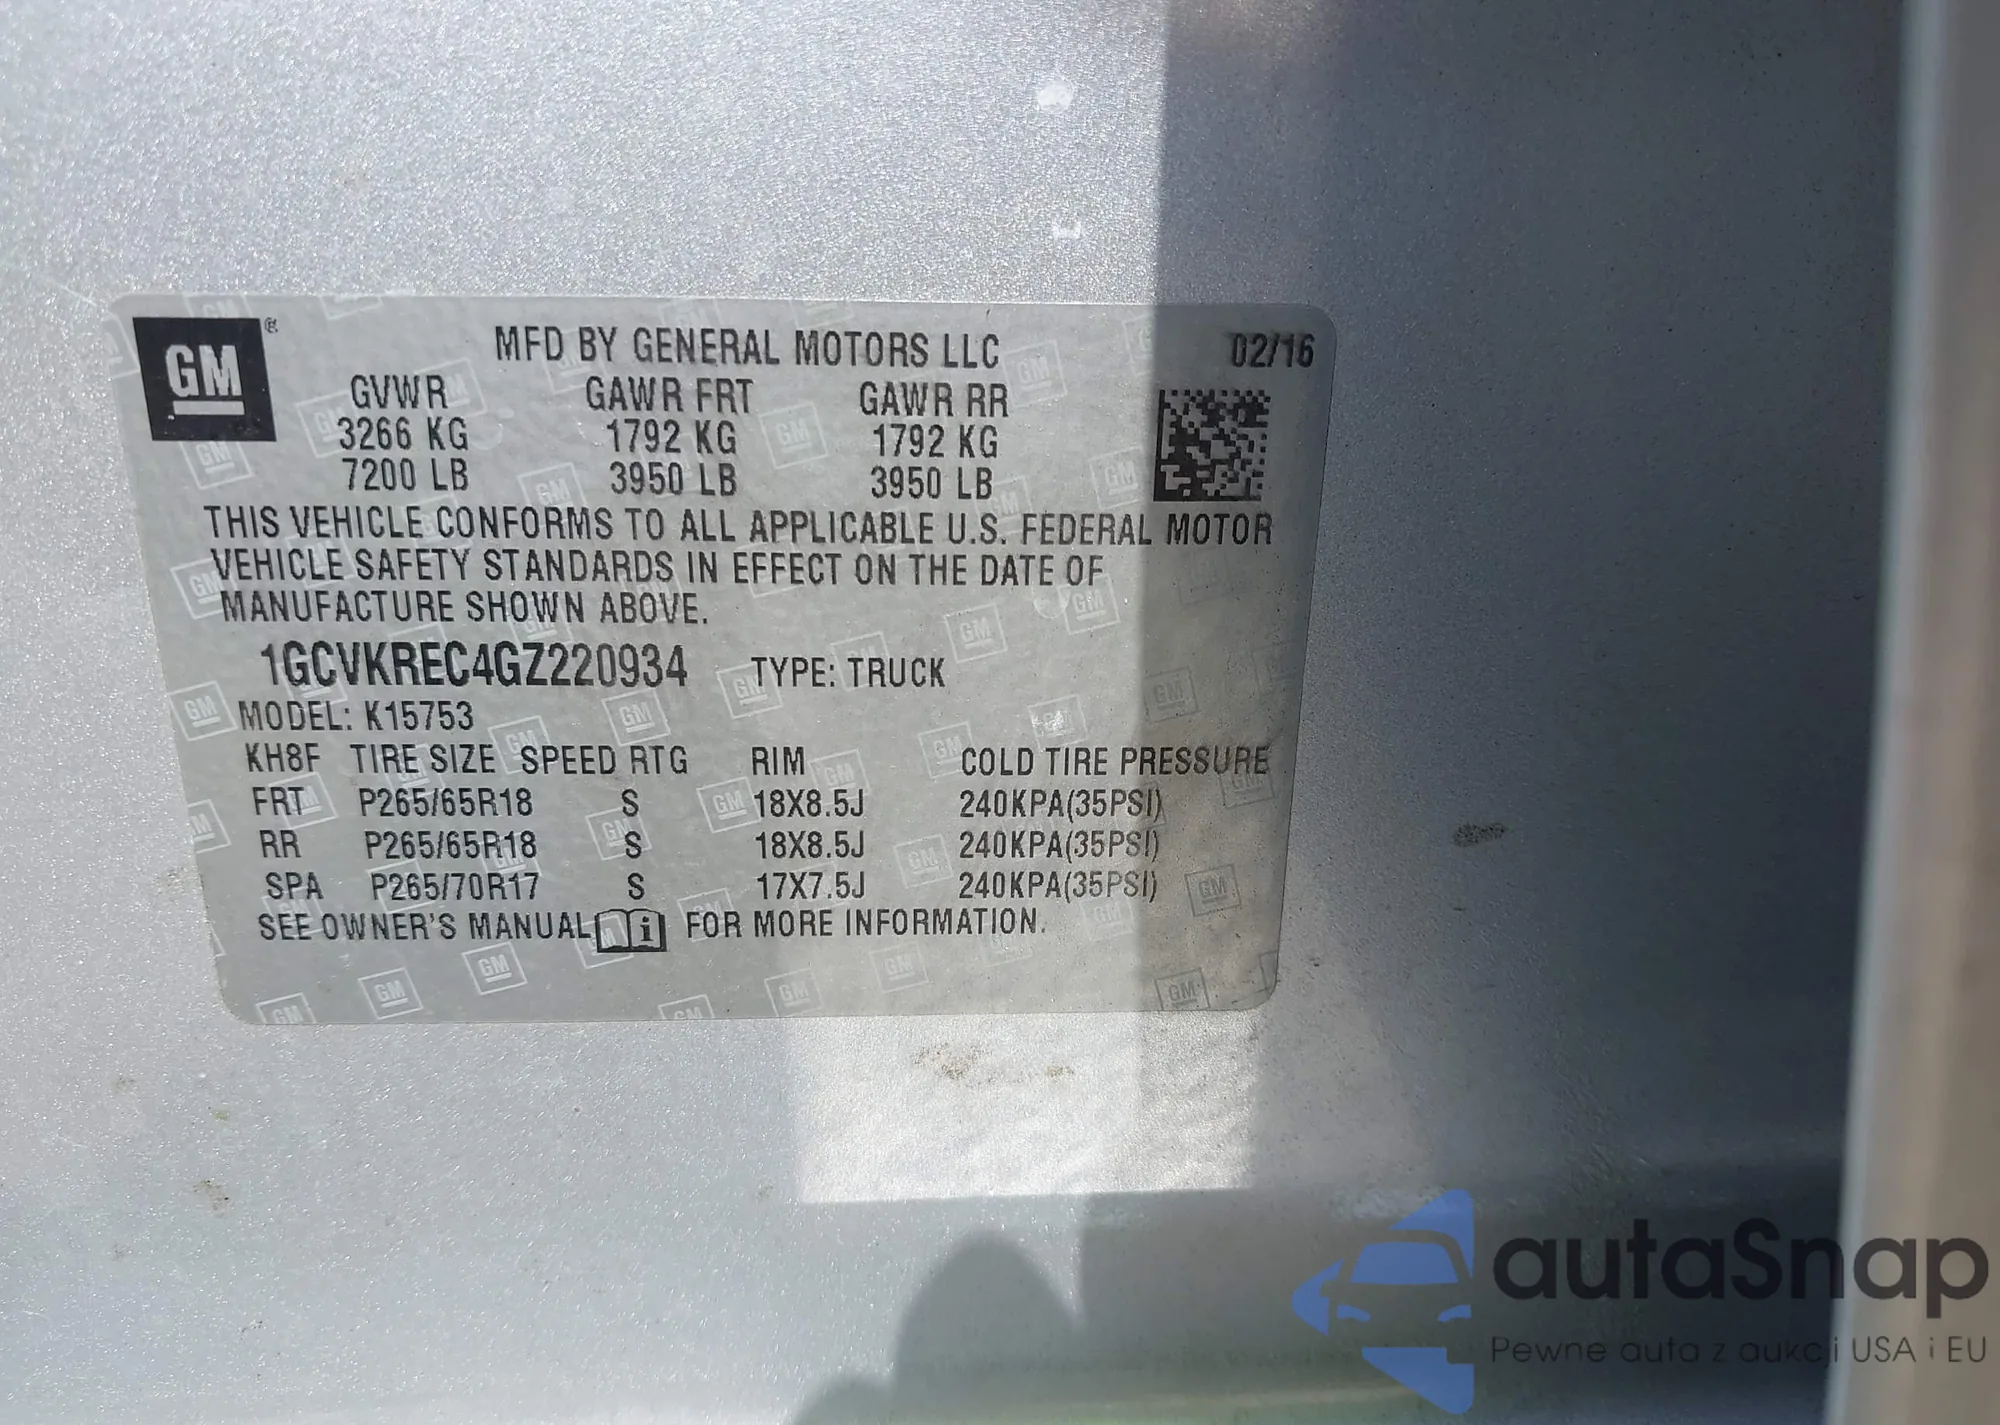 GM ®
MFD BY GENERAL MOTORS LLC 02/16
GVWR GAWR FRT GAWR RR
3266 KG 1792 KG 1792 KG
7200 LB 3950 LB 3950 LB
THIS VEHICLE CONFORMS TO ALL APPLICABLE U.S. FEDERAL MOTOR
VEHICLE SAFETY STANDARDS IN EFFECT ON THE DATE OF
MANUFACTURE SHOWN ABOVE.
1GCVKREC4GZ220934 TYPE: TRUCK
MODEL: K15753
KH8F TIRE SIZE SPEED RTG RIM COLD TIRE PRESSURE
FRT P265/65R18 S 18X8.5J 240KPA(35PSI)
RR P265/65R18 S 18X8.5J 240KPA(35PSI)
SPA P265/70R17 S 17X7.5J 240KPA(35PSI)
SEE OWNER'S MANUAL i FOR MORE INFORMATION.
autaSnap
Pewne auta z aukcji USA i EU